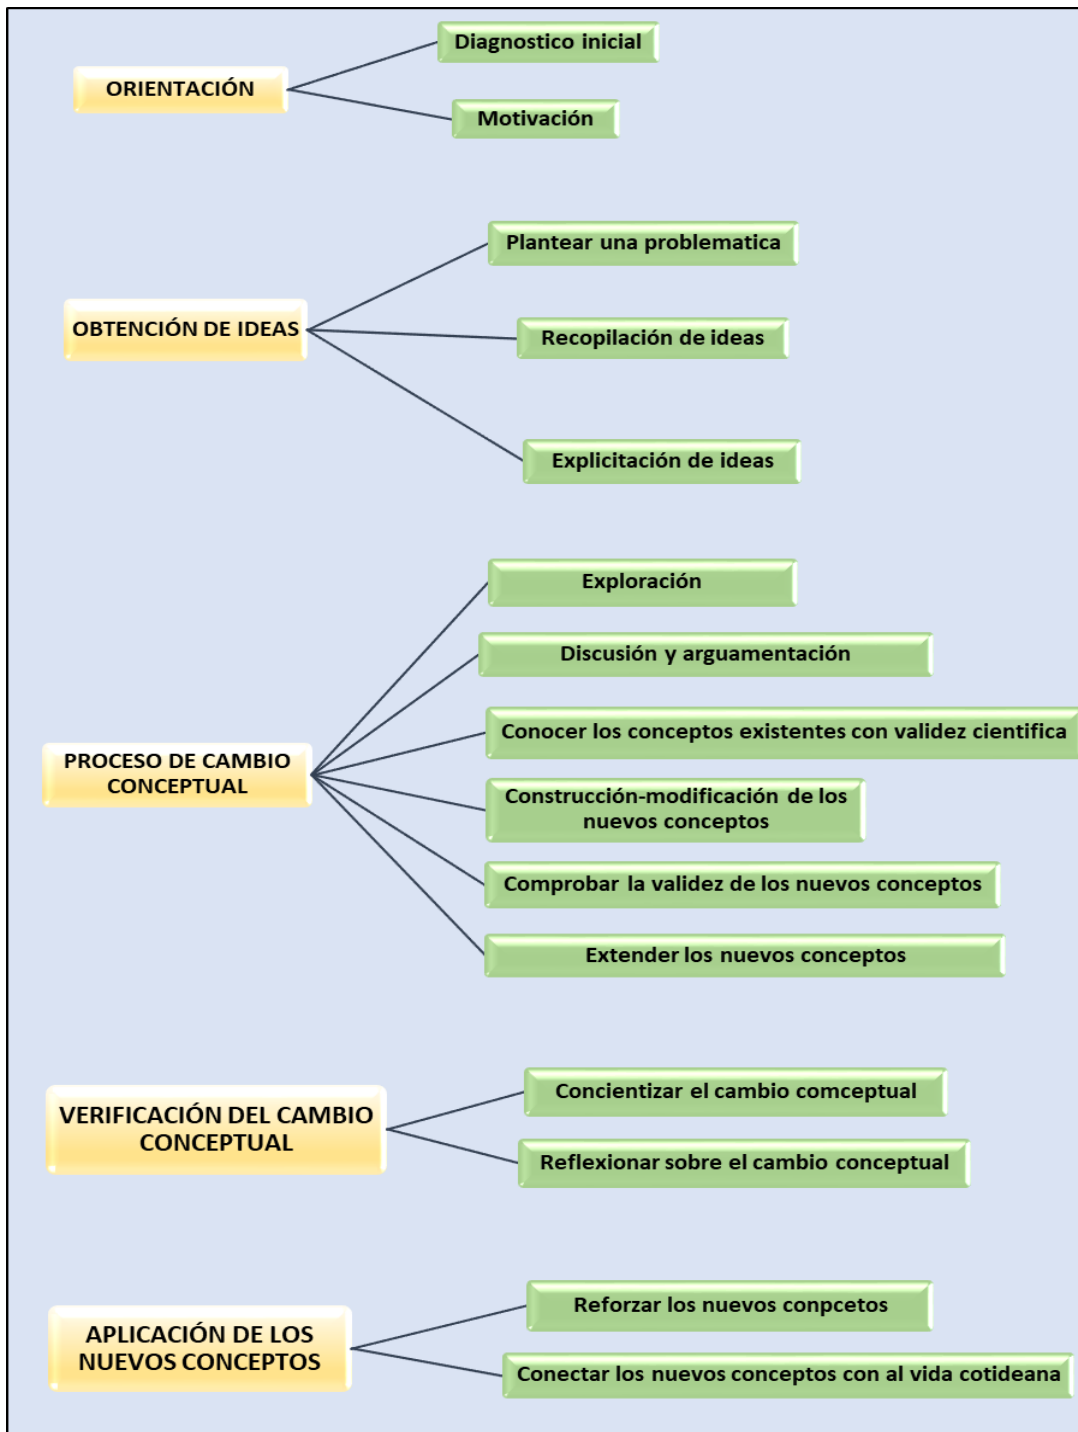 ORIENTACIÓN
Diagnostico inicial
Motivación
OBTENCIÓN DE IDEAS
Plantear una problematica
Recopilación de ideas
Explicitación de ideas
PROCESO DE CAMBIO
CONCEPTUAL
Exploración
Discusión y arguamentación
Conocer los conceptos existentes con validez cientifica
Construcción-modificación de los
nuevos conceptos
Comprobar la validez de los nuevos conceptos
Extender los nuevos conceptos
VERIFICACIÓN DEL CAMBIO
CONCEPTUAL
Concientizar el cambio comceptual
Reflexionar sobre el cambio conceptual
APLICACIÓN DE LOS
NUEVOS CONCEPTOS
Reforzar los nuevos conpcetos
Conectar los nuevos conceptos con al vida cotideana